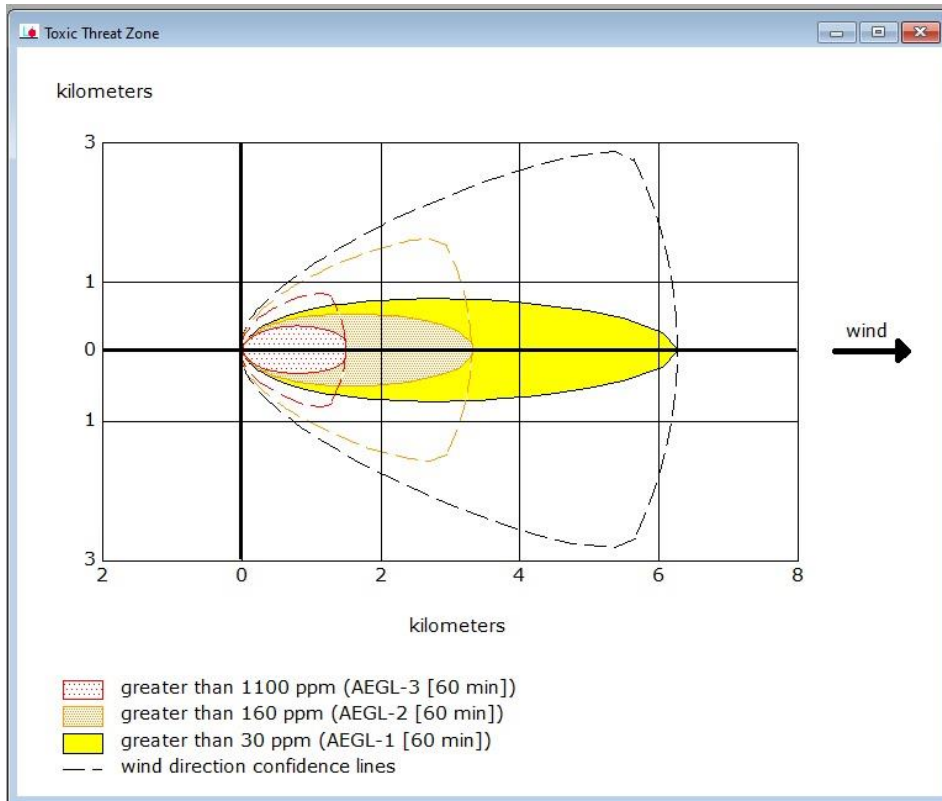 Toxic Threat Zone
kilometers
3
1
0
1
3
wind
2 0 2 4 6 8
kilometers
greater than 1100 ppm (AEGL-3 [60 min])
greater than 160 ppm (AEGL-2 [60 min])
greater than 30 ppm (AEGL-1 [60 min])
wind direction confidence lines